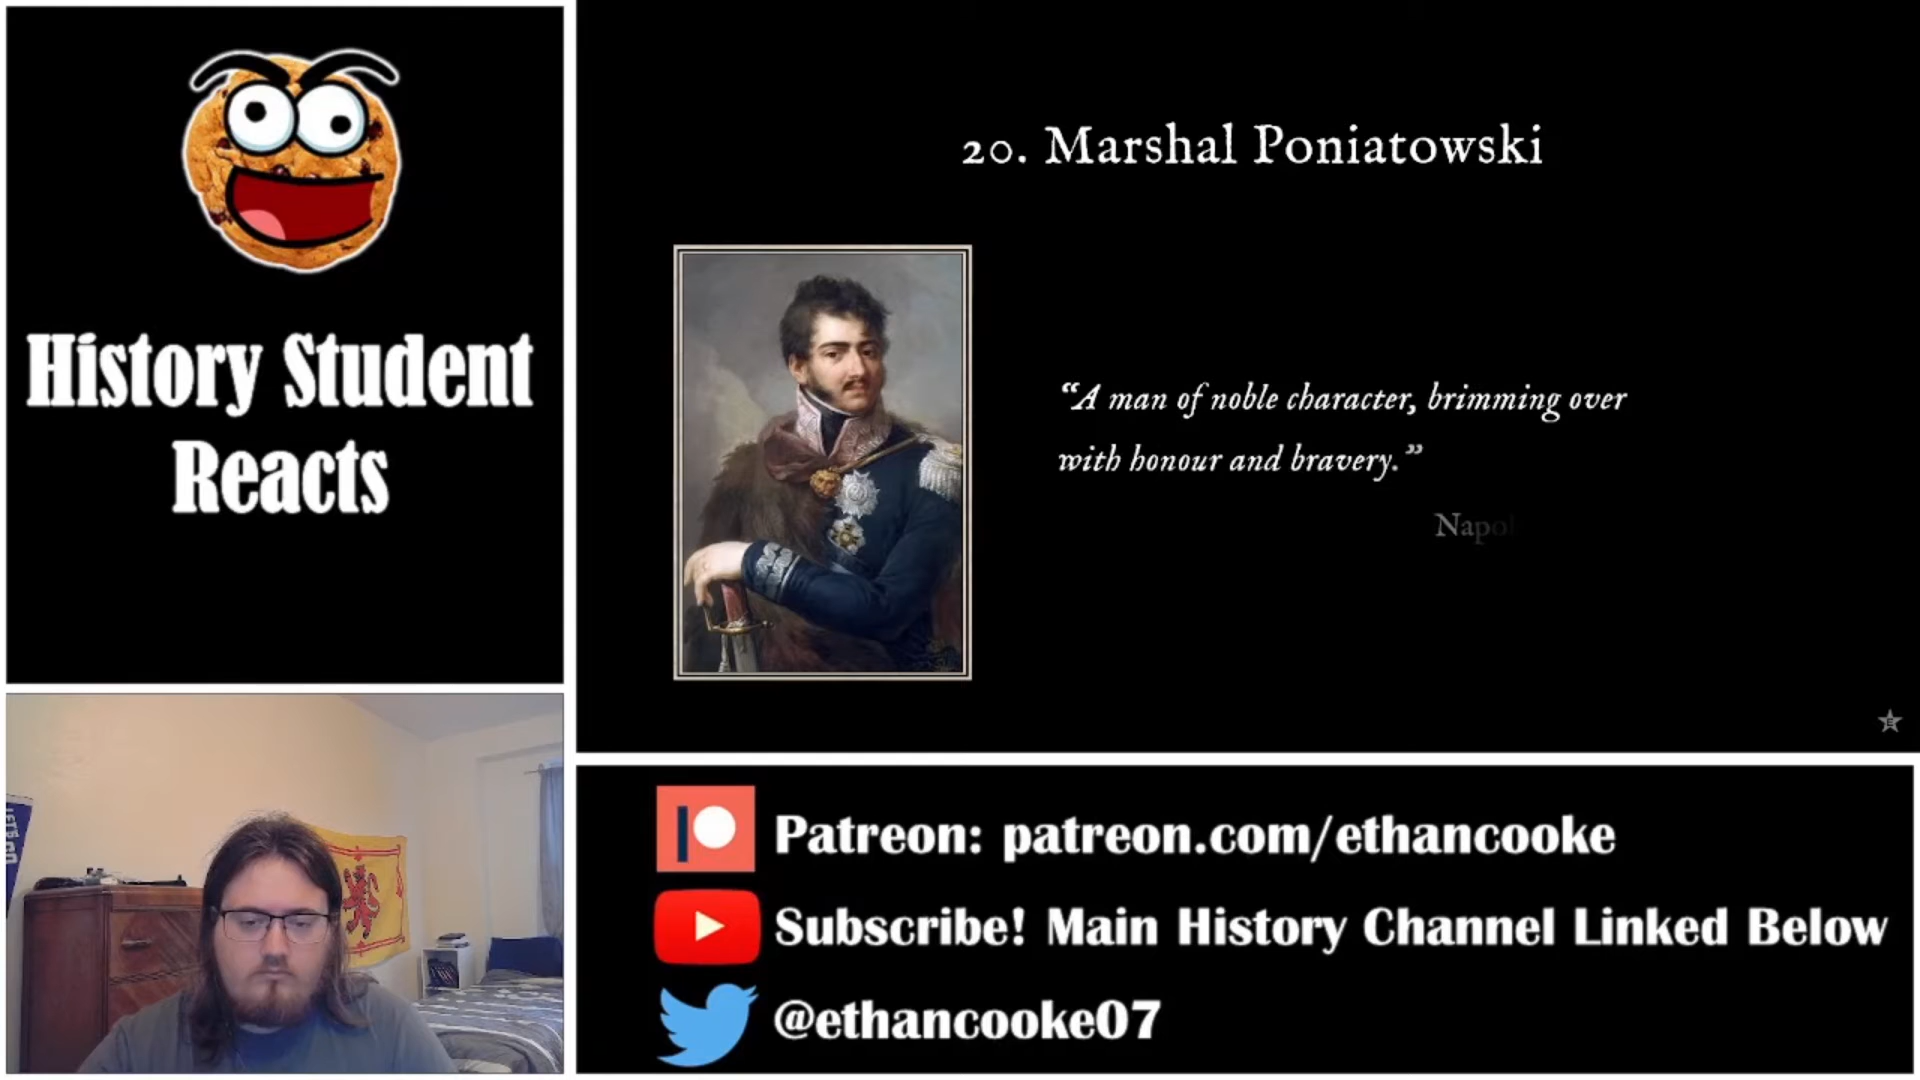 History Student
Reacts
20. Marshal Poniatowski
“A man of noble character, brimming over
with honour and bravery.”
Napol
Patreon: patreon.com/ethancooke
Subscribe! Main History Channel Linked Below
@ethancooke07